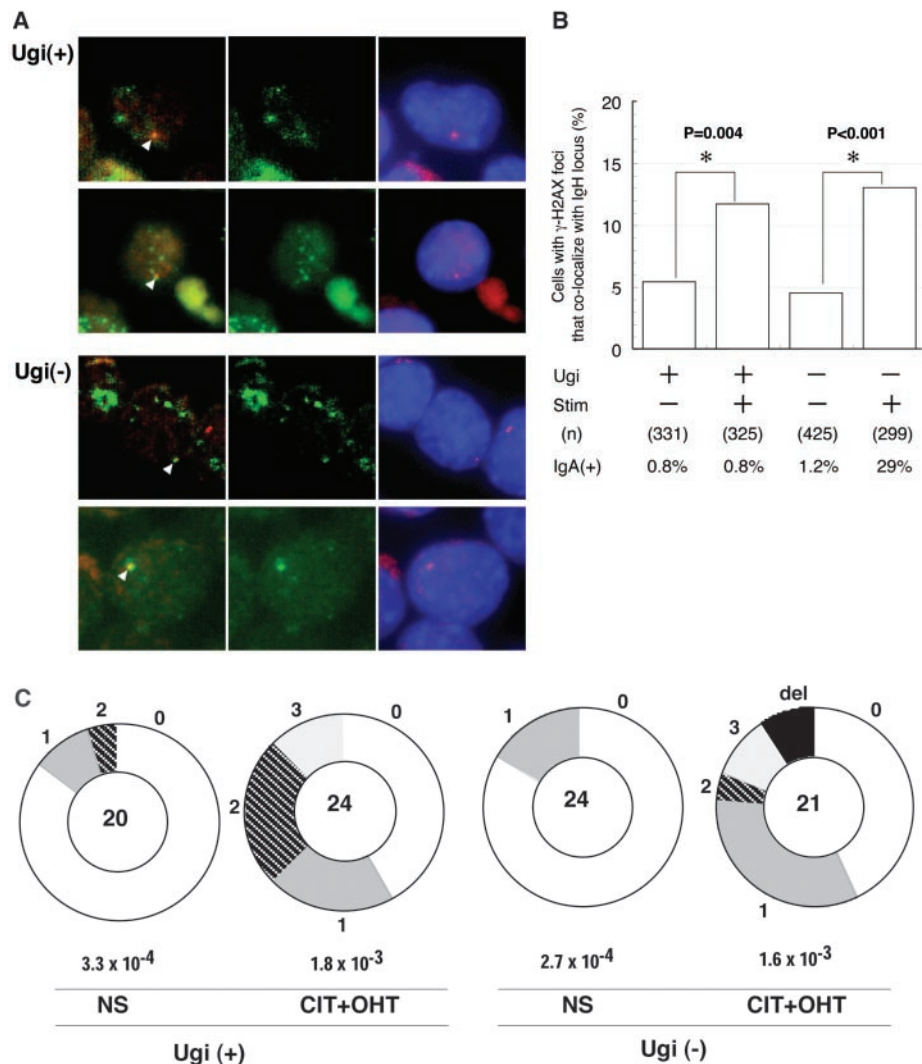 A
Ugi(+)
Ugi(-)
B
Cells with γ-H2AX foci
that co-localize with IgH locus (%)
20
15
10
5
0
P=0.004
P<0.001
*
*
Ugi + + − −
Stim − + − +
(n) (331) (325) (425) (299)
IgA(+) 0.8% 0.8% 1.2% 29%
C
1 2 0
20
3 0
2
24
1
1 0
24
del
3 0
2
21
1
3.3 x 10⁻⁴ 1.8 x 10⁻³ 2.7 x 10⁻⁴ 1.6 x 10⁻³
NS CIT+OHT NS CIT+OHT
Ugi (+) Ugi (-)